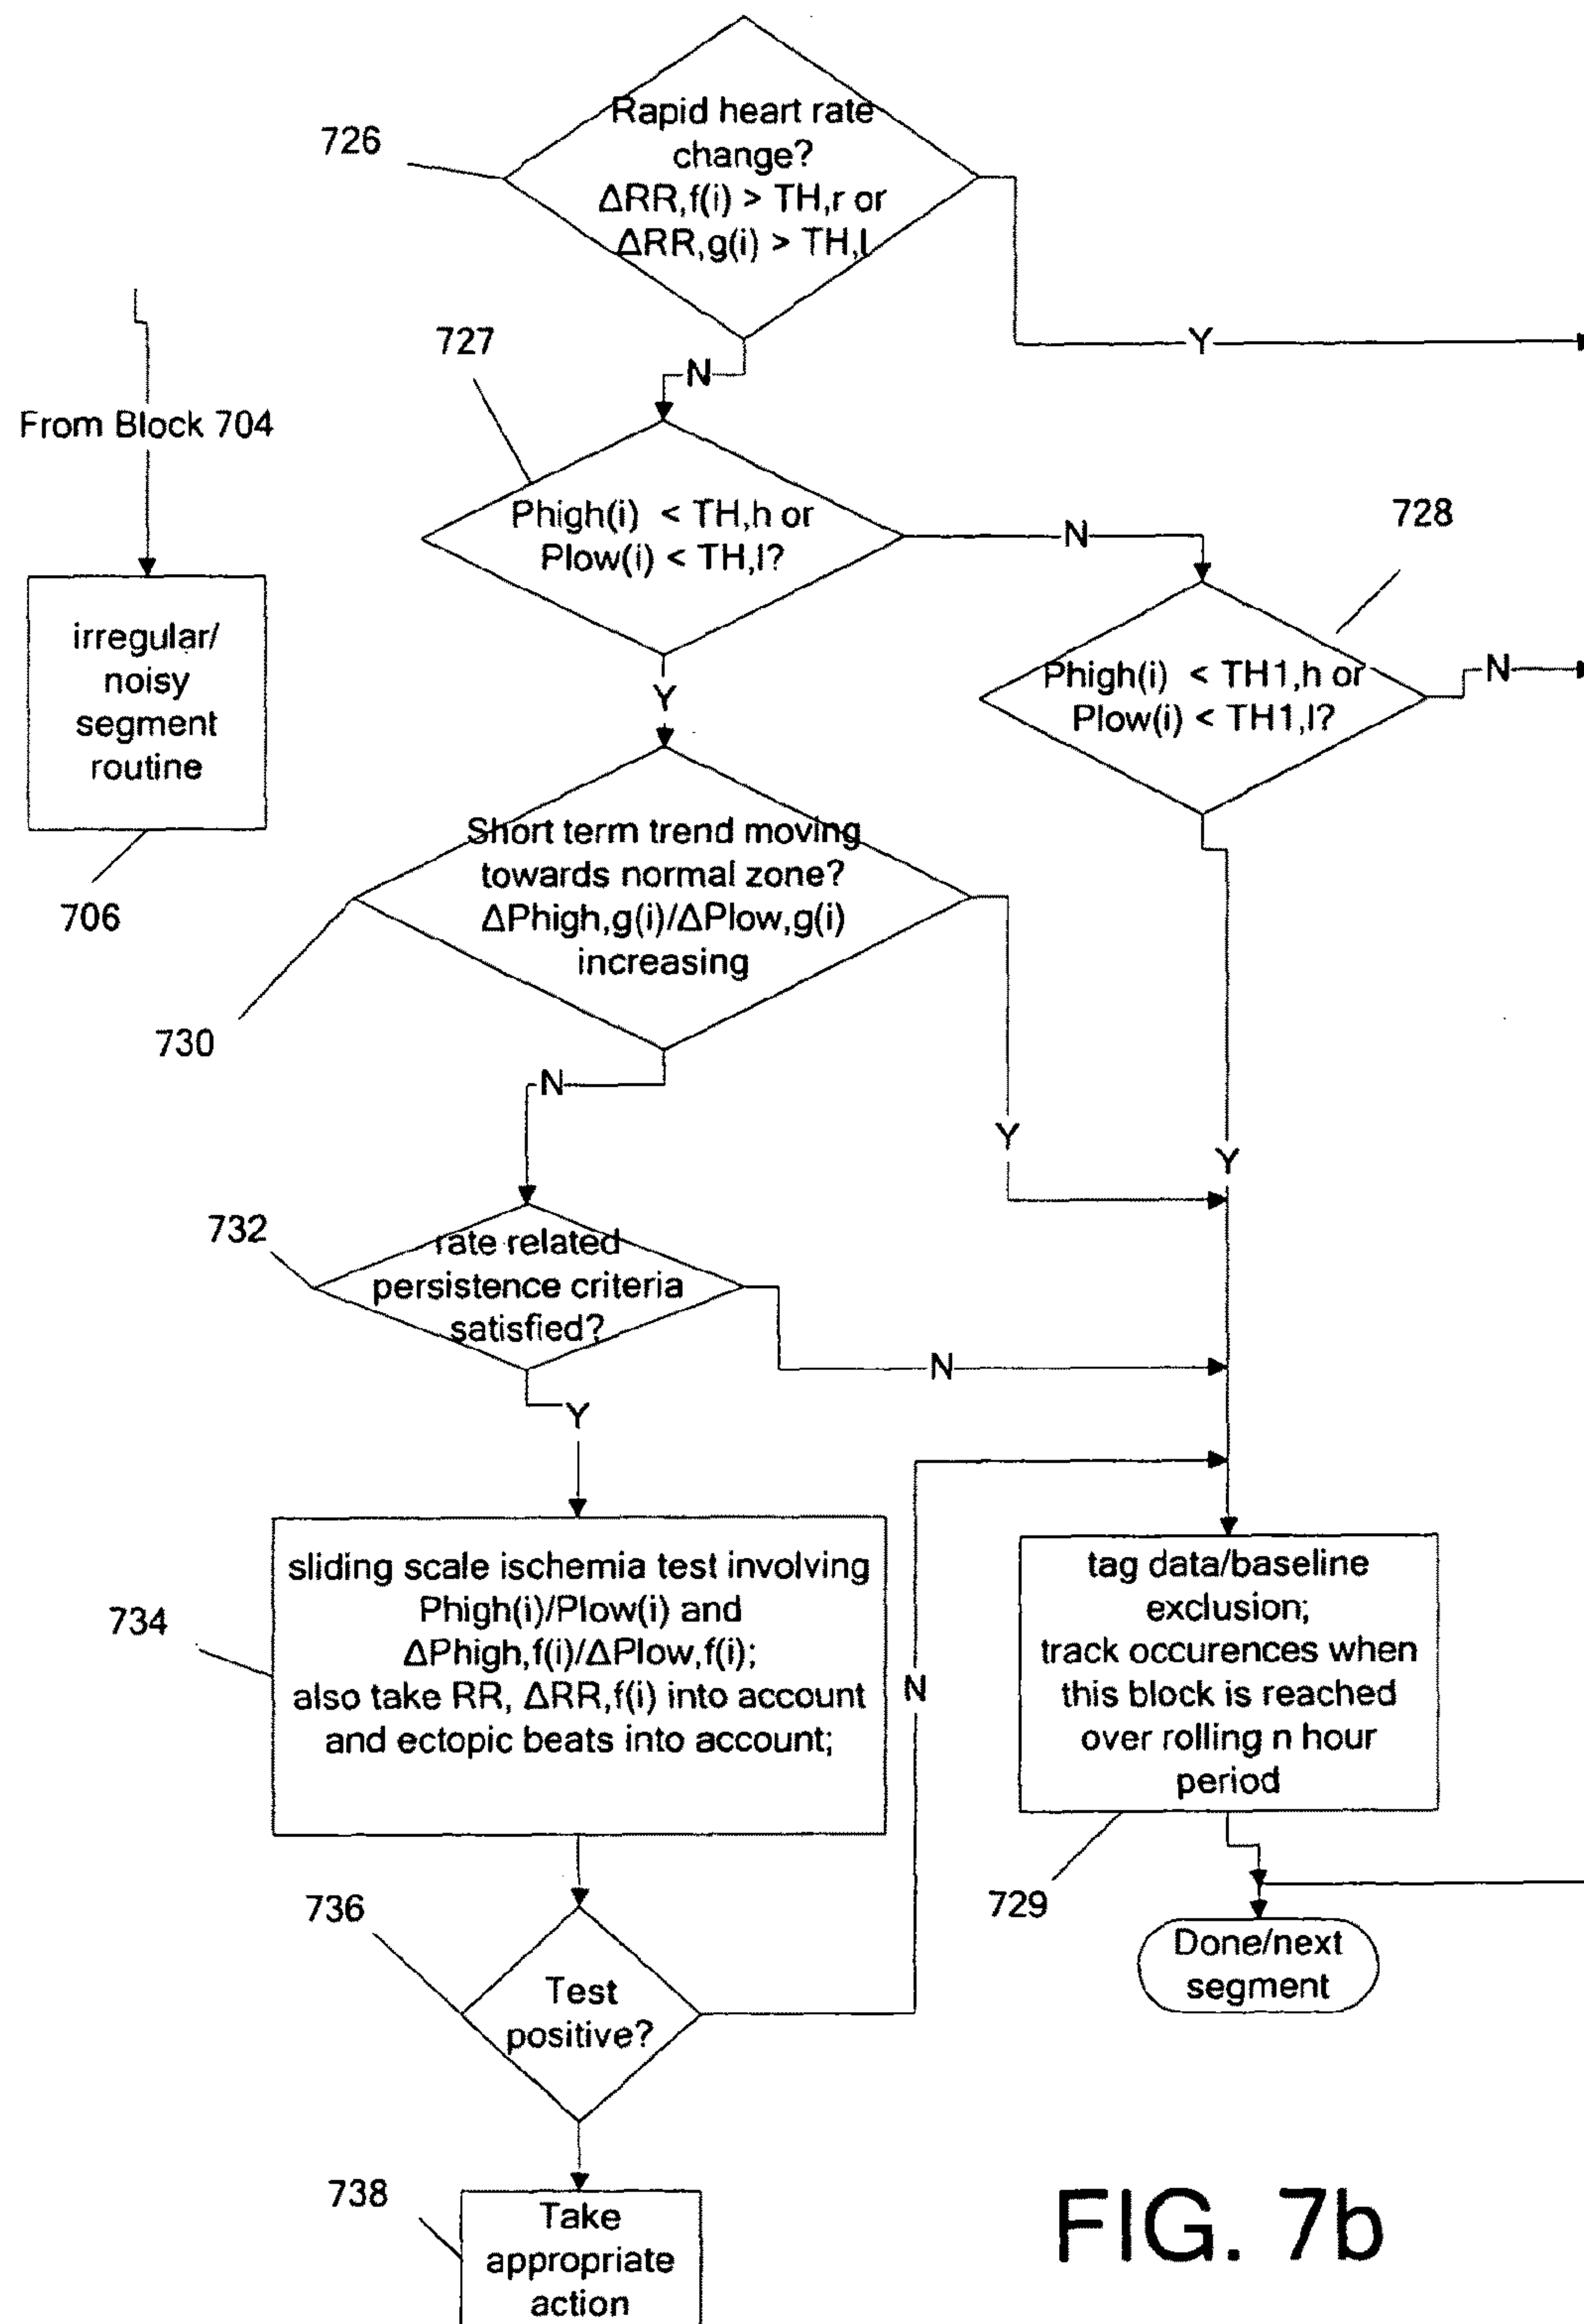 726
Rapid heart rate
change?
ΔRR,f(i) > TH,r or
ΔRR,g(i) > TH,l
Y
727
N
From Block 704
Phigh(i) < TH,h or
Plow(i) < TH,l?
N
728
irregular/
noisy
segment
routine
706
Y
Phigh(i) < TH1,h or
Plow(i) < TH1,l?
N
Short term trend moving
towards normal zone?
ΔPhigh,g(i)/ΔPlow,g(i)
increasing
730
N
Y
Y
732
rate related
persistence criteria
satisfied?
N
Y
734
sliding scale ischemia test involving
Phigh(i)/Plow(i) and
ΔPhigh,f(i)/ΔPlow,f(i);
also take RR, ΔRR,f(i) into account
and ectopic beats into account;
N
tag data/baseline
exclusion;
track occurences when
this block is reached
over rolling n hour
period
729
Done/next
segment
736
Test
positive?
738
Take
appropriate
action
FIG. 7b